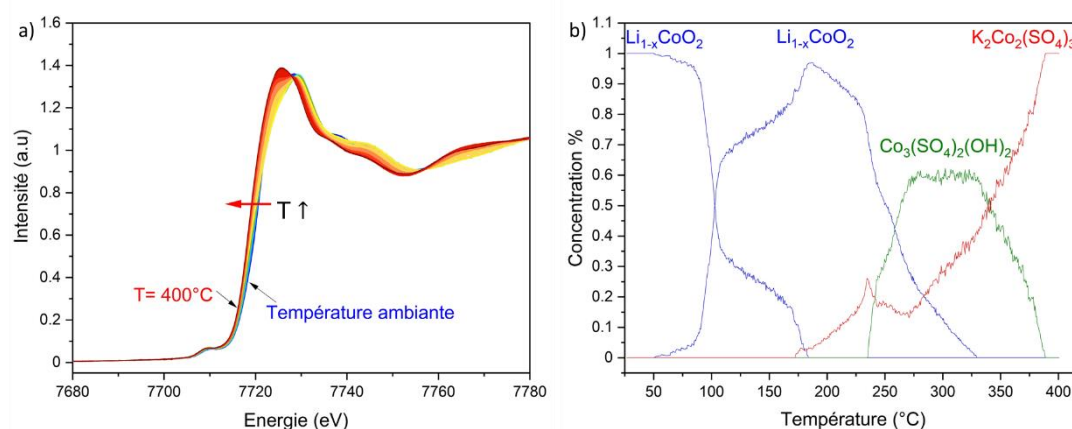 a)
Intensité (a.u)
1.6
1.4
1.2
1
0.8
0.6
0.4
0.2
0
T ↑
T= 400°C
Température ambiante
7680
7700
7720
7740
7760
7780
Energie (eV)
b)
Li1-xCoO2
Li1-xCoO2
K2Co2(SO4)3
Co3(SO4)2(OH)2
Concentration %
1
0.9
0.8
0.7
0.6
0.5
0.4
0.3
0.2
0.1
0
50
100
150
200
250
300
350
400
Température (°C)